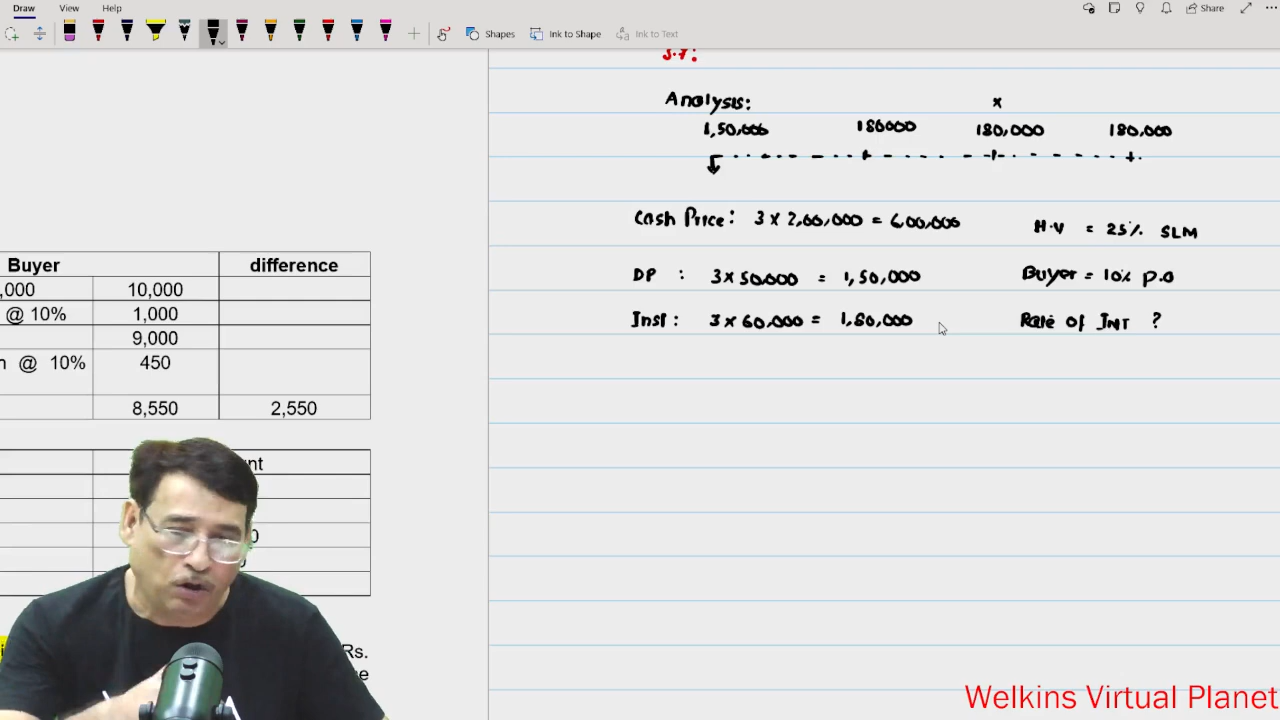 Draw View Help
Share
Shapes
Ink to Shape
Ink to Text
Analysis:
x
1,50,000 180000 180,000 180,000
Cash Price: 3 x 2,00,000 = 6,00,000
H.V = 25% SLM
DP : 3 x 50,000 = 1,50,000
Buyer = 10% p.a
Inst: 3 x 60,000 = 1,80,000
Rate of INT ?
Buyer difference
,000 10,000
@ 10% 1,000
9,000
n @ 10% 450
8,550 2,550
nt
0
Rs.
e
Welkins Virtual Planet